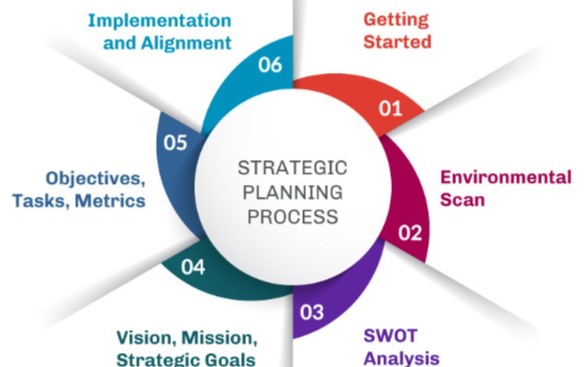 Implementation
and Alignment
06
Getting
Started
01
Environmental
Scan
02
SWOT
Analysis
03
Vision, Mission,
Strategic Goals
04
Objectives,
Tasks, Metrics
05
STRATEGIC
PLANNING
PROCESS